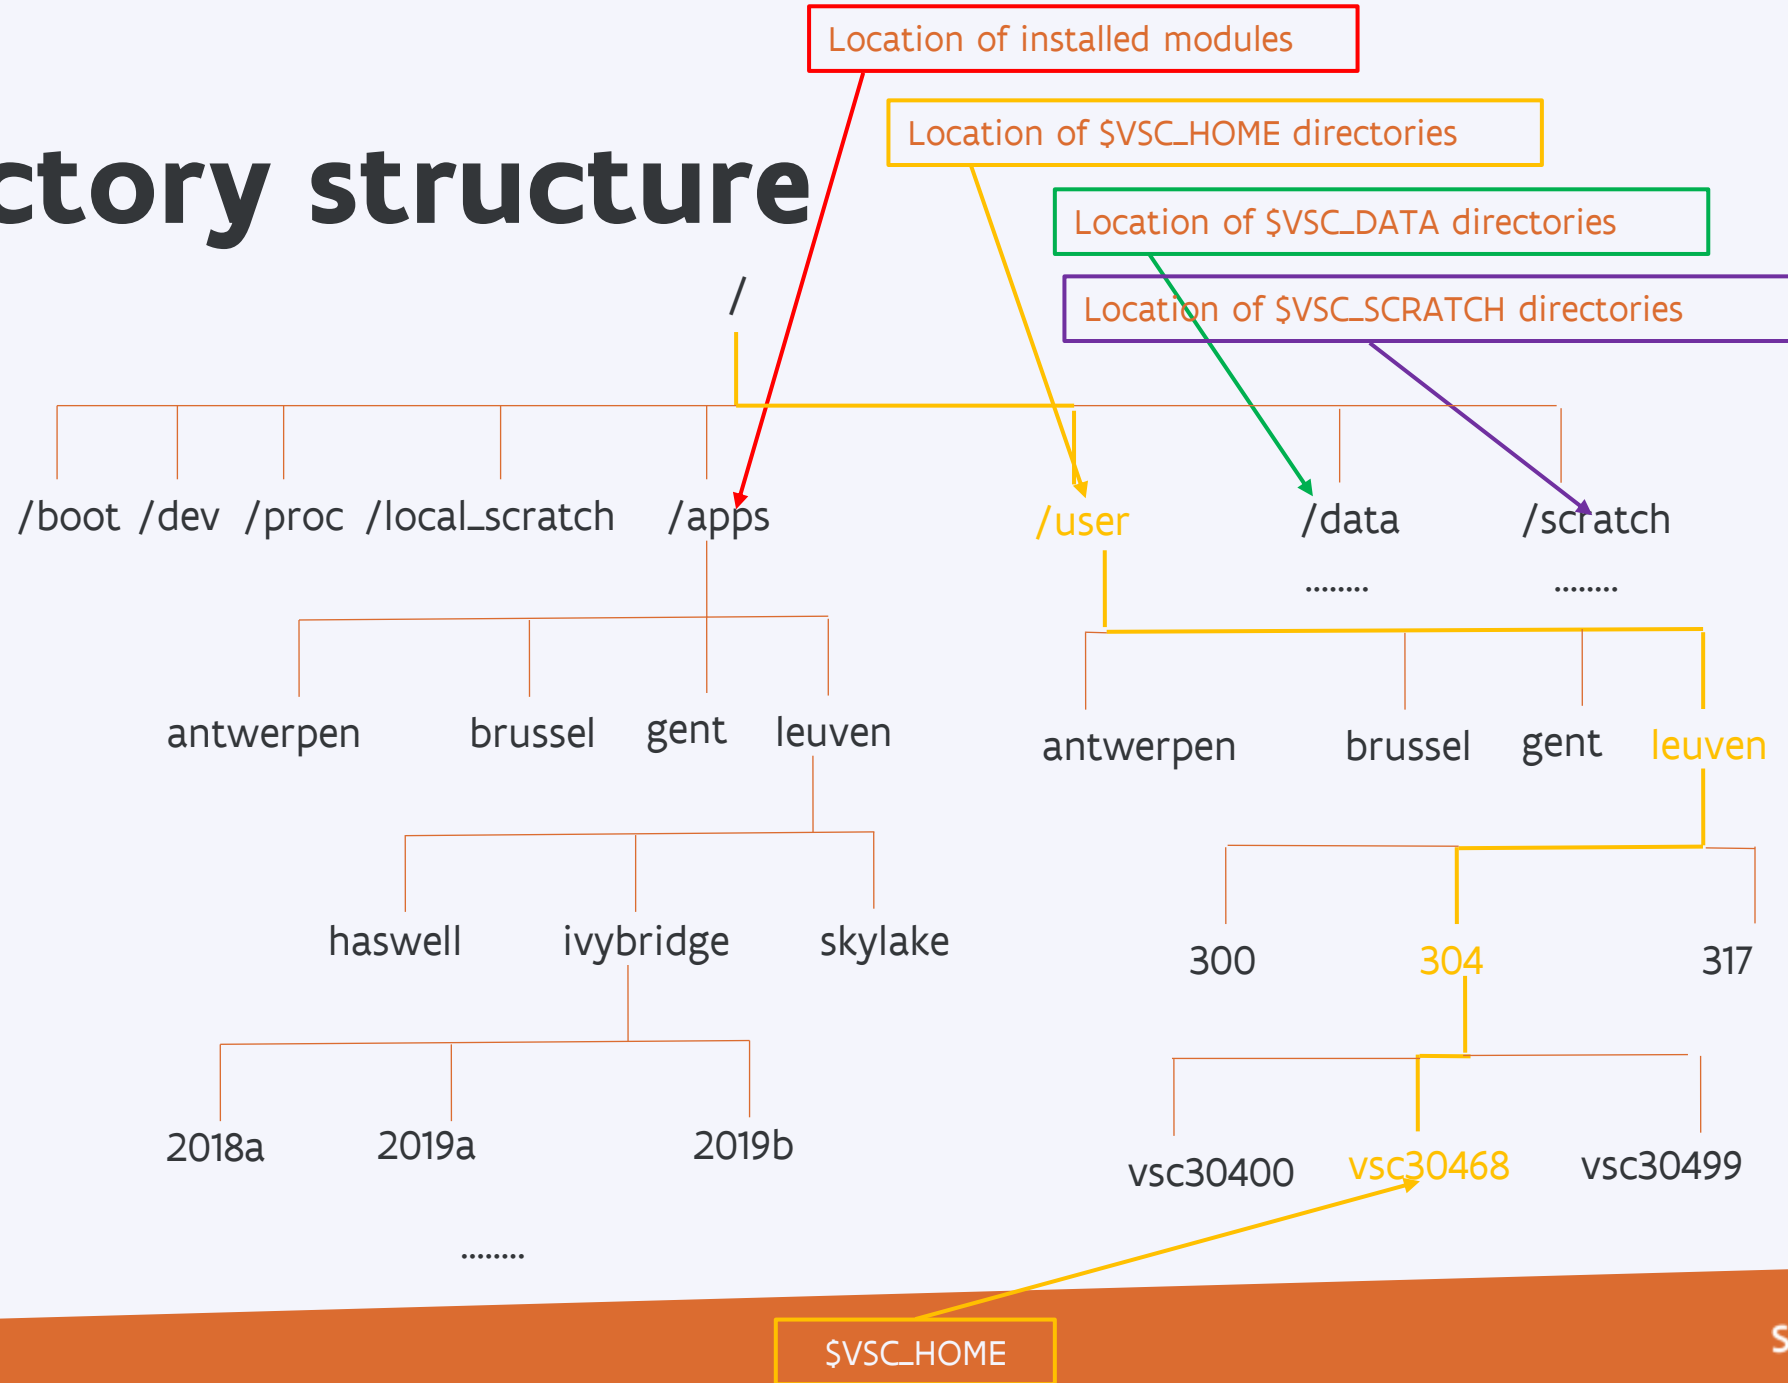 Location of installed modules
Location of $VSC_HOME directories
ctory structure
Location of $VSC_DATA directories
/
Location of $VSC_SCRATCH directories
/boot /dev /proc /local_scratch /apps /user /data /scratch
........ ........
antwerpen brussel gent leuven antwerpen brussel gent leuven
haswell ivybridge skylake 300 304 317
2018a 2019a 2019b vsc30400 vsc30468 vsc30499
........
$VSC_HOME
S